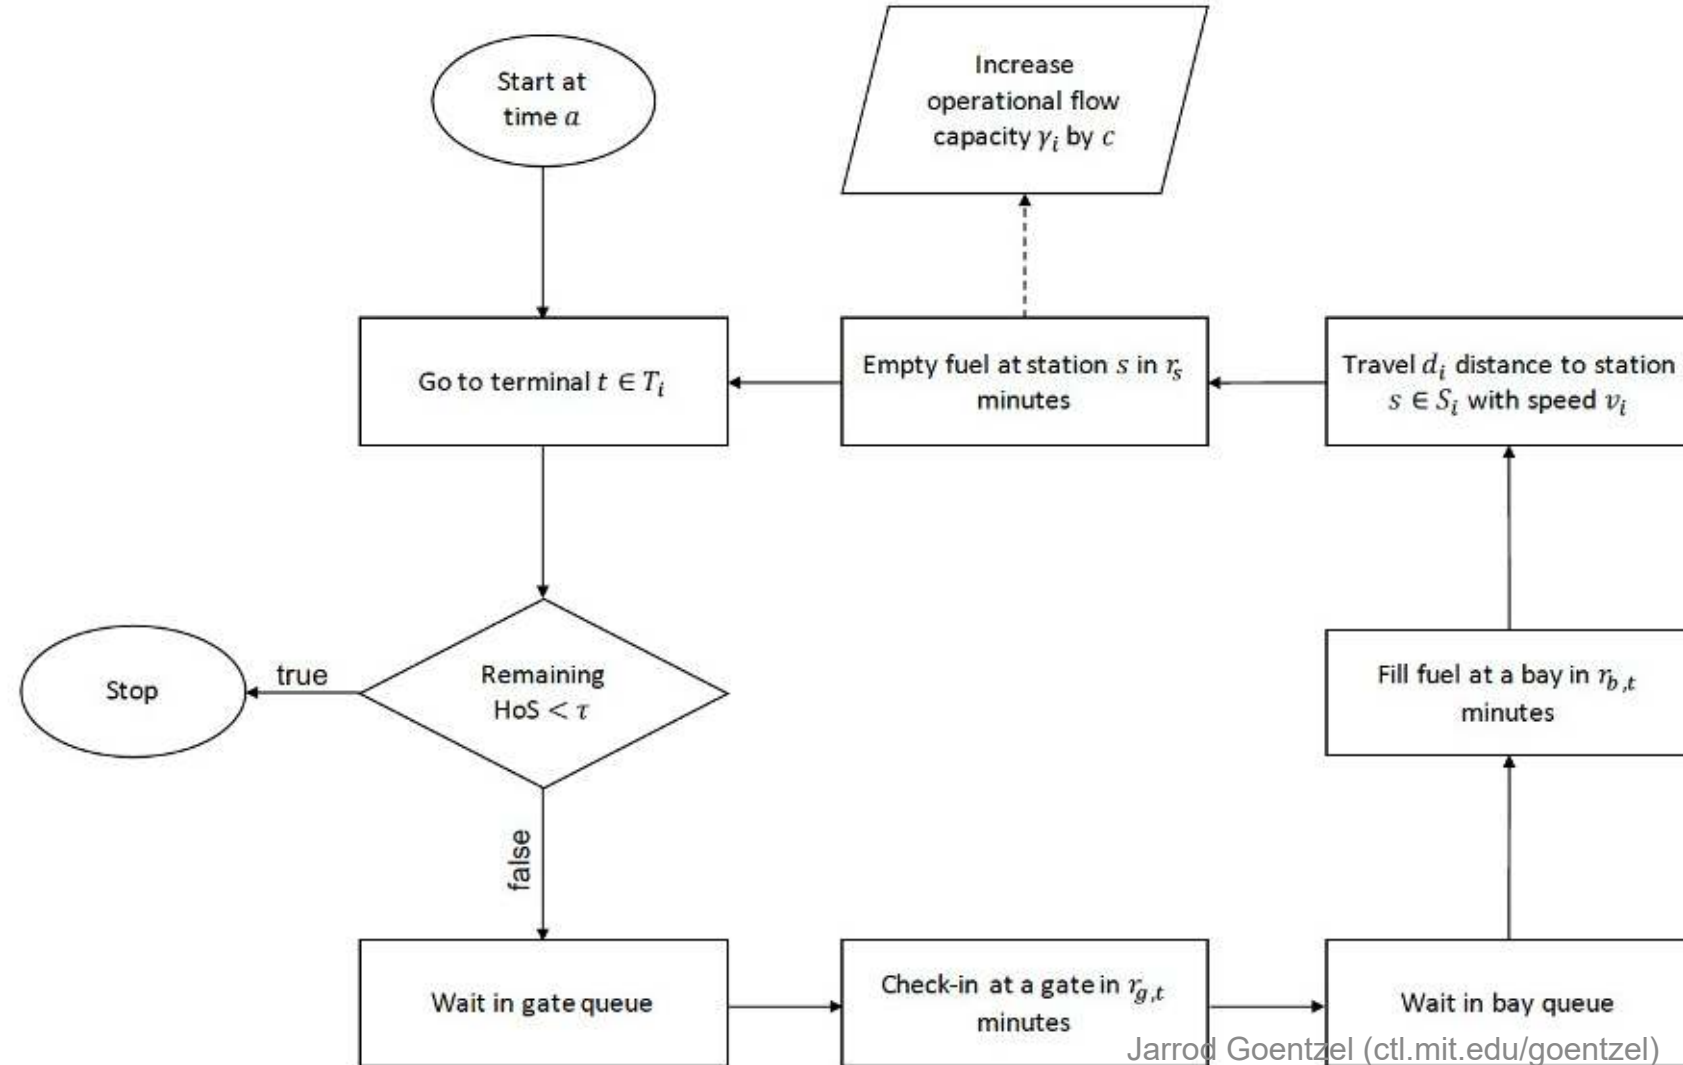 Start at
time a
Increase
operational flow
capacity γᵢ by c
Go to terminal t ∈ Tᵢ
Empty fuel at station s in rₛ
minutes
Travel dᵢ distance to station
s ∈ Sᵢ with speed vᵢ
Stop
true
Remaining
HoS < τ
Fill fuel at a bay in r_{b,t}
minutes
false
Wait in gate queue
Check-in at a gate in r_{g,t}
minutes
Wait in bay queue
Jarrod Goentzel (ctl.mit.edu/goentzel)